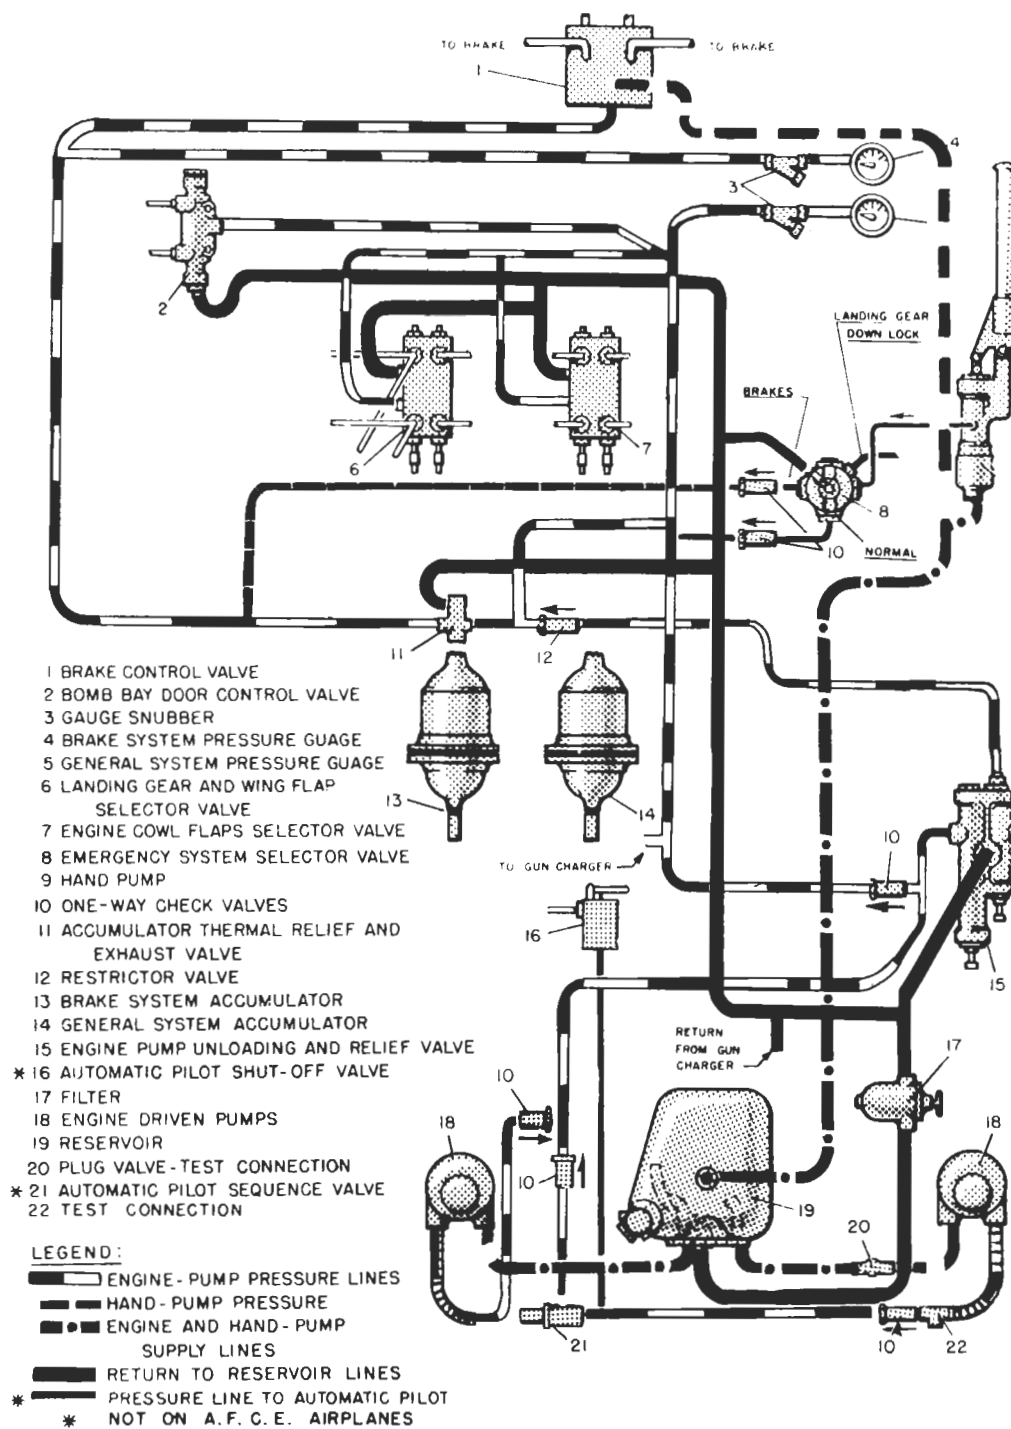 TO BRAKE
TO BRAKE
1
4
3
2
LANDING GEAR
DOWN LOCK
BRAKES
6
7
8
10
NORMAL
11
12
1 BRAKE CONTROL VALVE
2 BOMB BAY DOOR CONTROL VALVE
3 GAUGE SNUBBER
4 BRAKE SYSTEM PRESSURE GUAGE
5 GENERAL SYSTEM PRESSURE GUAGE
6 LANDING GEAR AND WING FLAP
SELECTOR VALVE
7 ENGINE COWL FLAPS SELECTOR VALVE
8 EMERGENCY SYSTEM SELECTOR VALVE
9 HAND PUMP
10 ONE-WAY CHECK VALVES
11 ACCUMULATOR THERMAL RELIEF AND
EXHAUST VALVE
12 RESTRICTOR VALVE
13 BRAKE SYSTEM ACCUMULATOR
14 GENERAL SYSTEM ACCUMULATOR
15 ENGINE PUMP UNLOADING AND RELIEF VALVE
* 16 AUTOMATIC PILOT SHUT-OFF VALVE
17 FILTER
18 ENGINE DRIVEN PUMPS
19 RESERVOIR
20 PLUG VALVE-TEST CONNECTION
* 21 AUTOMATIC PILOT SEQUENCE VALVE
22 TEST CONNECTION
13
14
TO GUN CHARGER
10
16
15
RETURN
FROM GUN
CHARGER
17
10
18
18
10
19
20
21
10
22
LEGEND:
ENGINE-PUMP PRESSURE LINES
HAND-PUMP PRESSURE
ENGINE AND HAND-PUMP
SUPPLY LINES
RETURN TO RESERVOIR LINES
* PRESSURE LINE TO AUTOMATIC PILOT
* NOT ON A.F.C.E. AIRPLANES